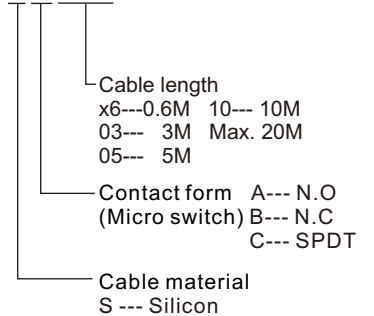 Cable length
x6---0.6M 10--- 10M
03--- 3M Max. 20M
05--- 5M
Contact form A--- N.O
(Micro switch) B--- N.C
C--- SPDT
Cable material
S --- Silicon